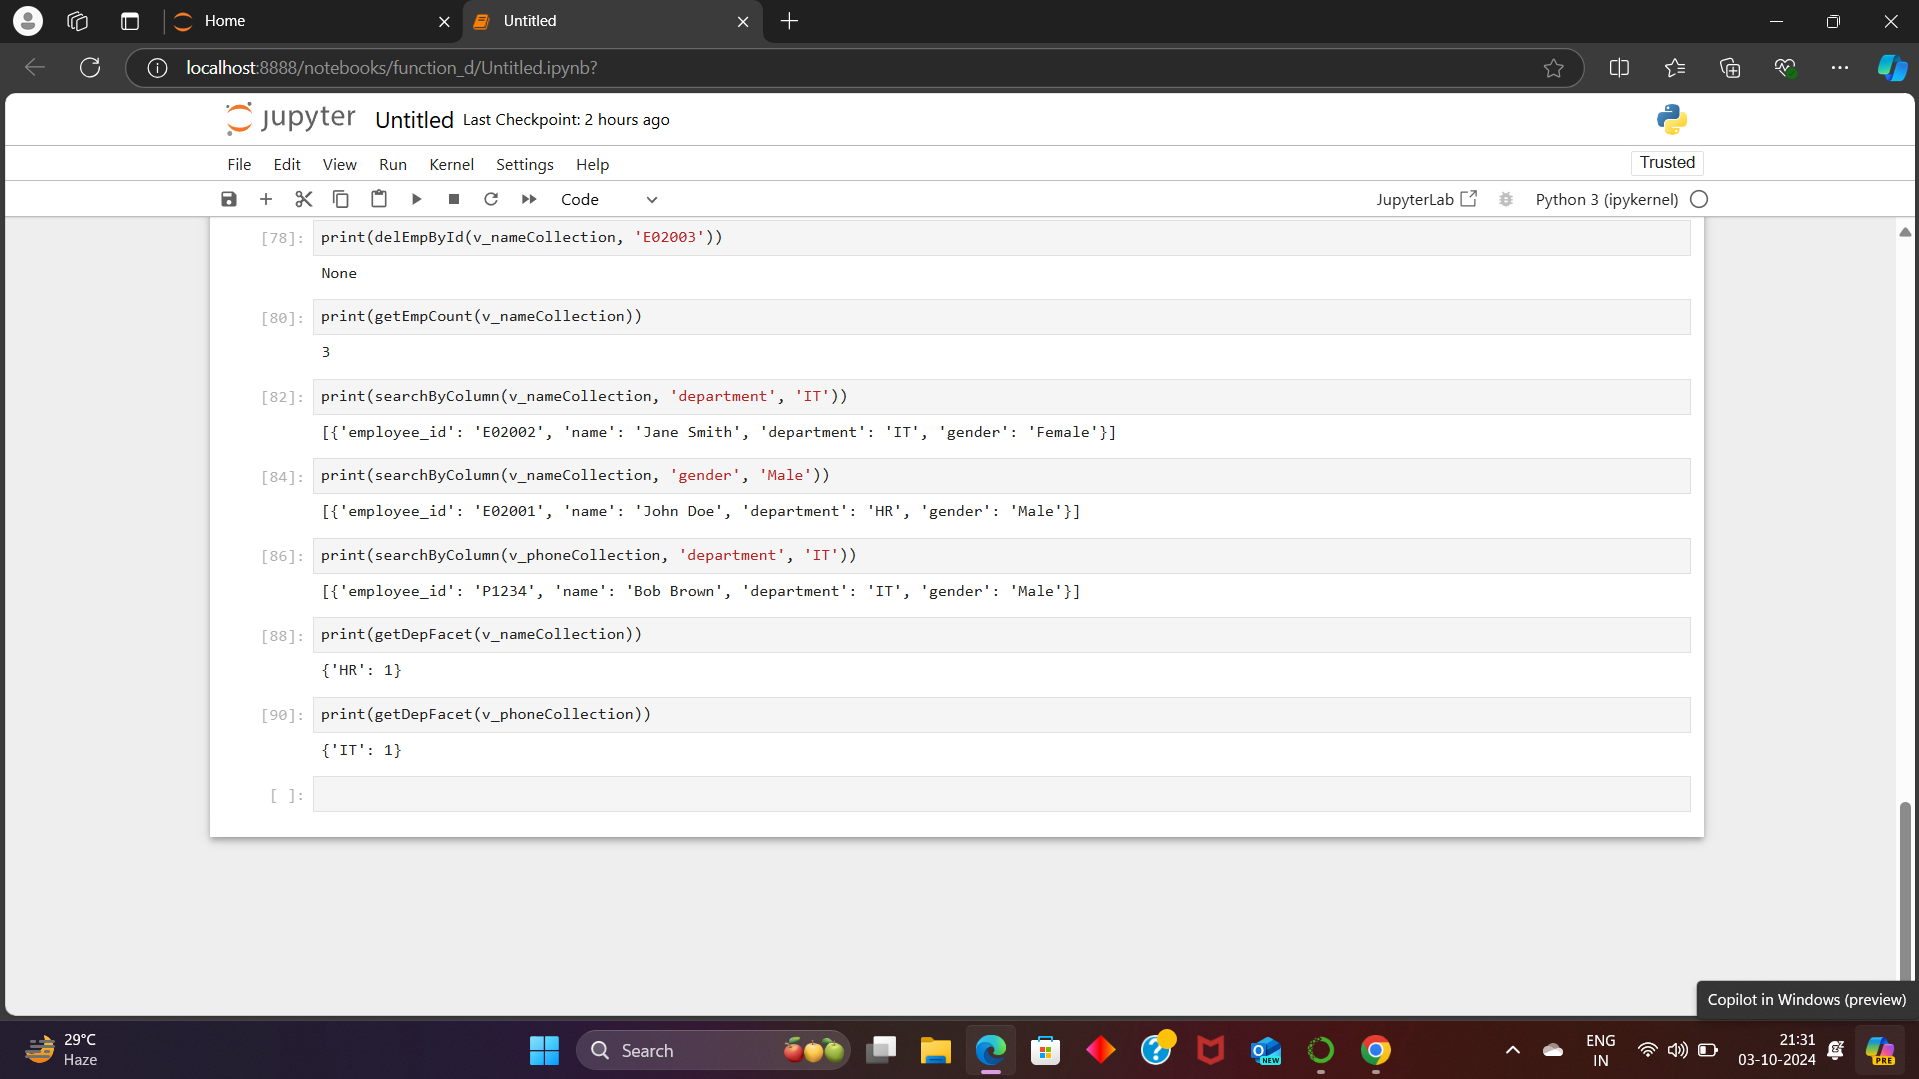 Home
Untitled
localhost:8888/notebooks/function_d/Untitled.ipynb?
jupyter Untitled Last Checkpoint: 2 hours ago
File Edit View Run Kernel Settings Help
Trusted
Code
JupyterLab
Python 3 (ipykernel)
[78]: print(delEmpById(v_nameCollection, 'E02003'))
None
[80]: print(getEmpCount(v_nameCollection))
3
[82]: print(searchByColumn(v_nameCollection, 'department', 'IT'))
[{'employee_id': 'E02002', 'name': 'Jane Smith', 'department': 'IT', 'gender': 'Female'}]
[84]: print(searchByColumn(v_nameCollection, 'gender', 'Male'))
[{'employee_id': 'E02001', 'name': 'John Doe', 'department': 'HR', 'gender': 'Male'}]
[86]: print(searchByColumn(v_phoneCollection, 'department', 'IT'))
[{'employee_id': 'P1234', 'name': 'Bob Brown', 'department': 'IT', 'gender': 'Male'}]
[88]: print(getDepFacet(v_nameCollection))
{'HR': 1}
[90]: print(getDepFacet(v_phoneCollection))
{'IT': 1}
[ ]:
Copilot in Windows (preview)
29°C
Haze
Search
NEW
ENG
IN
21:31
03-10-2024
PRE